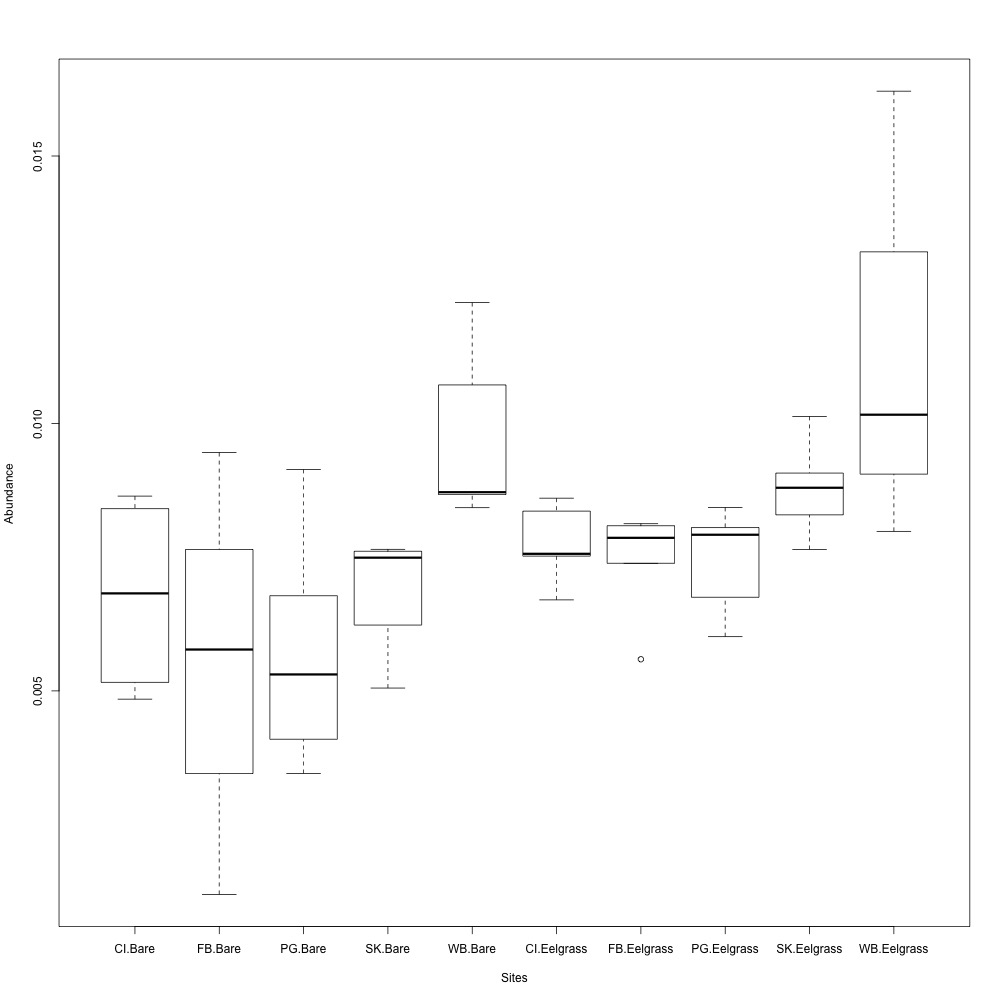 Abundance
0.015
0.010
0.005
CI.Bare FB.Bare PG.Bare SK.Bare WB.Bare CI.Eelgrass FB.Eelgrass PG.Eelgrass SK.Eelgrass WB.Eelgrass
Sites